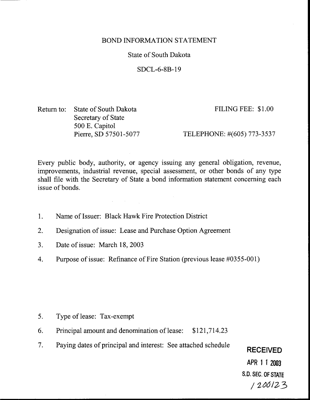 BOND INFORMATION STATEMENT
State of South Dakota
SDCL-6-8B-19
Return to: State of South Dakota FILING FEE: $1.00
Secretary of State
500 E. Capitol
Pierre, SD 57501-5077 TELEPHONE: #(605) 773-3537
Every public body, authority, or agency issuing any general obligation, revenue,
improvements, industrial revenue, special assessment, or other bonds of any type
shall file with the Secretary of State a bond information statement concerning each
issue of bonds.
1. Name of Issuer: Black Hawk Fire Protection District
2. Designation of issue: Lease and Purchase Option Agreement
3. Date of issue: March 18, 2003
4. Purpose of issue: Refinance of Fire Station (previous lease #0355-001)
5. Type of lease: Tax-exempt
6. Principal amount and denomination of lease: $121,714.23
7. Paying dates of principal and interest: See attached schedule
RECEIVED
APR 11 2003
S.D. SEC. OF STATE
1200123